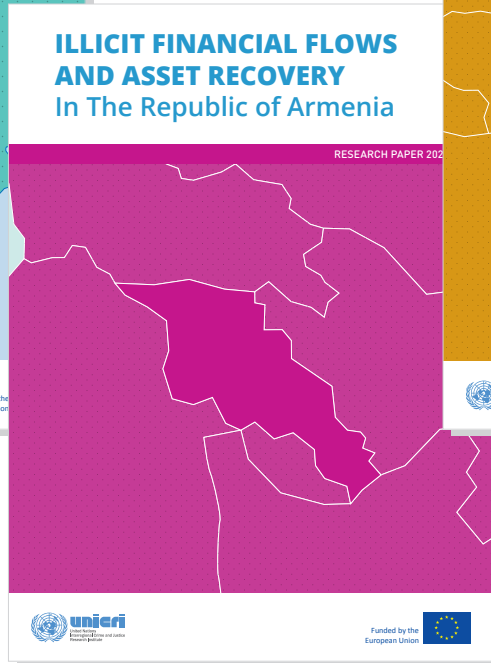 ILLICIT FINANCIAL FLOWS
AND ASSET RECOVERY
In The Republic of Armenia
RESEARCH PAPER 202
unicri
United Nations
Interregional Crime and Justice
Research Institute
Funded by the
European Union